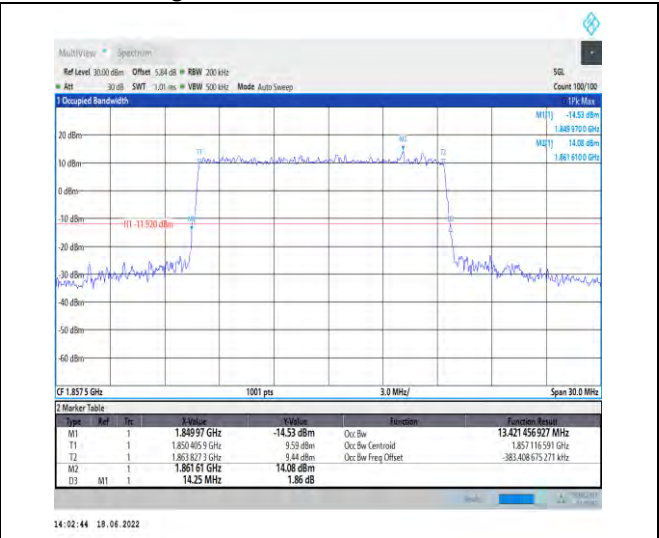 MultiView Spectrum
Ref Level 30.00 dBm Offset 5.84 dB RBW 200 kHz SGL
Att 30 dB SWT 1.01 ms VBW 500 kHz Mode Auto Sweep Count 100/100
1 Occupied Bandwidth 1Pk Max
M1[1] -14.53 dBm
1.849 970 0 GHz
20 dBm M2[1] 14.08 dBm
1.861 610 0 GHz
T1 M2 T2
10 dBm
0 dBm
-10 dBm
H1 -11.920 dBm
-20 dBm
-30 dBm
-40 dBm
-50 dBm
-60 dBm
CF 1.857 5 GHz 1001 pts 3.0 MHz/ Span 30.0 MHz
2 Marker Table
Type Ref Trc X-Value Y-Value Function Function Result
M1 1 1.849 97 GHz -14.53 dBm Occ Bw 13.421 456 927 MHz
T1 1 1.850 405 9 GHz 9.59 dBm Occ Bw Centroid 1.857 116 591 GHz
T2 1 1.863 827 3 GHz 9.44 dBm Occ Bw Freq Offset -383.408 675 271 kHz
M2 1 1.861 61 GHz 14.08 dBm
D3 M1 1 14.25 MHz 1.86 dB
14:02:44 18.06.2022